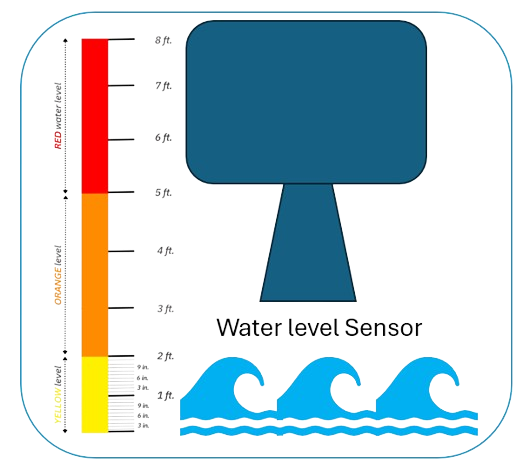 8 ft.
7 ft.
6 ft.
5 ft.
4 ft.
3 ft.
2 ft.
9 in.
6 in.
3 in.
1 ft.
9 in.
6 in.
3 in.
RED water level
ORANGE level
YELLOW level
Water level Sensor